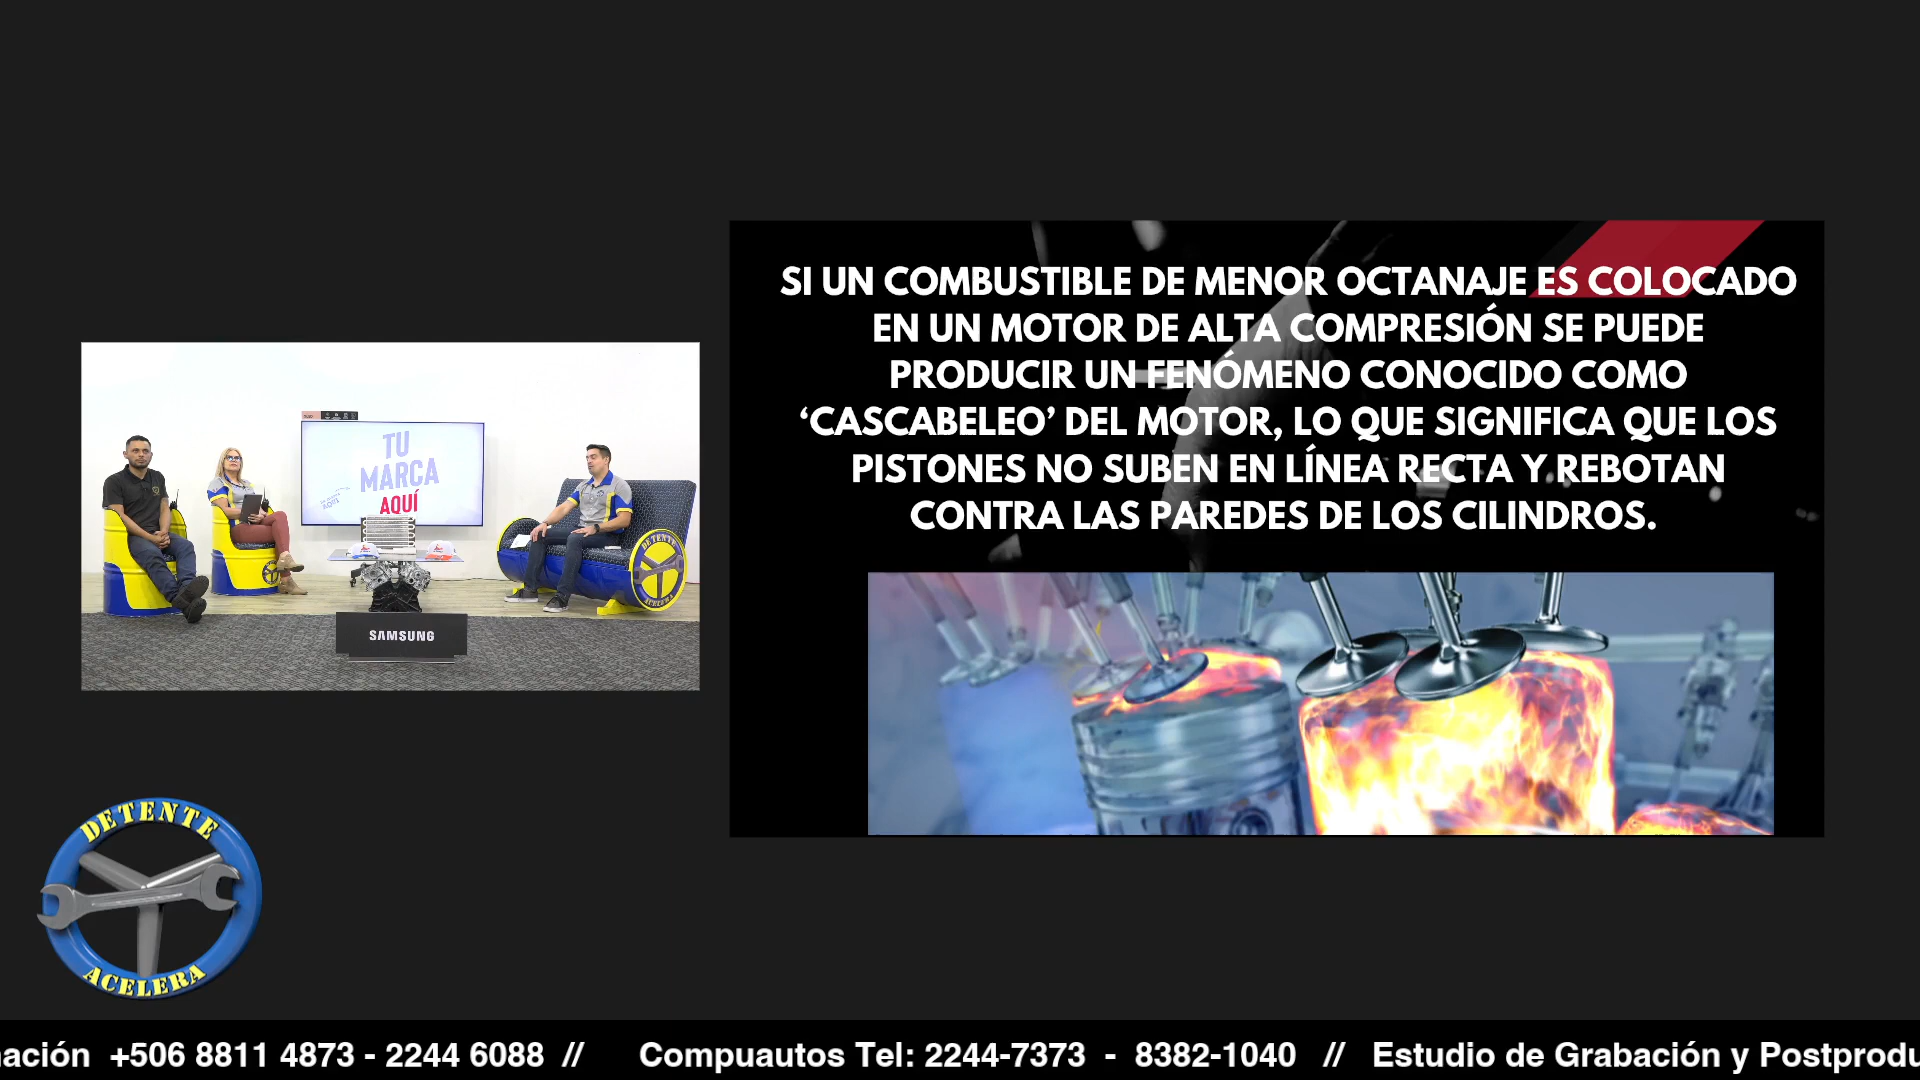 SI UN COMBUSTIBLE DE MENOR OCTANAJE ES COLOCADO
EN UN MOTOR DE ALTA COMPRESIÓN SE PUEDE
PRODUCIR UN FENÓMENO CONOCIDO COMO
‘CASCABELEO’ DEL MOTOR, LO QUE SIGNIFICA QUE LOS
PISTONES NO SUBEN EN LÍNEA RECTA Y REBOTAN
CONTRA LAS PAREDES DE LOS CILINDROS.
TU
MARCA
AQUÍ
DETENTE
ACELERA
SAMSUNG
DETENTE
ACELERA
ación +506 8811 4873 - 2244 6088 // Compuautos Tel: 2244-7373 - 8382-1040 // Estudio de Grabación y Postprodu